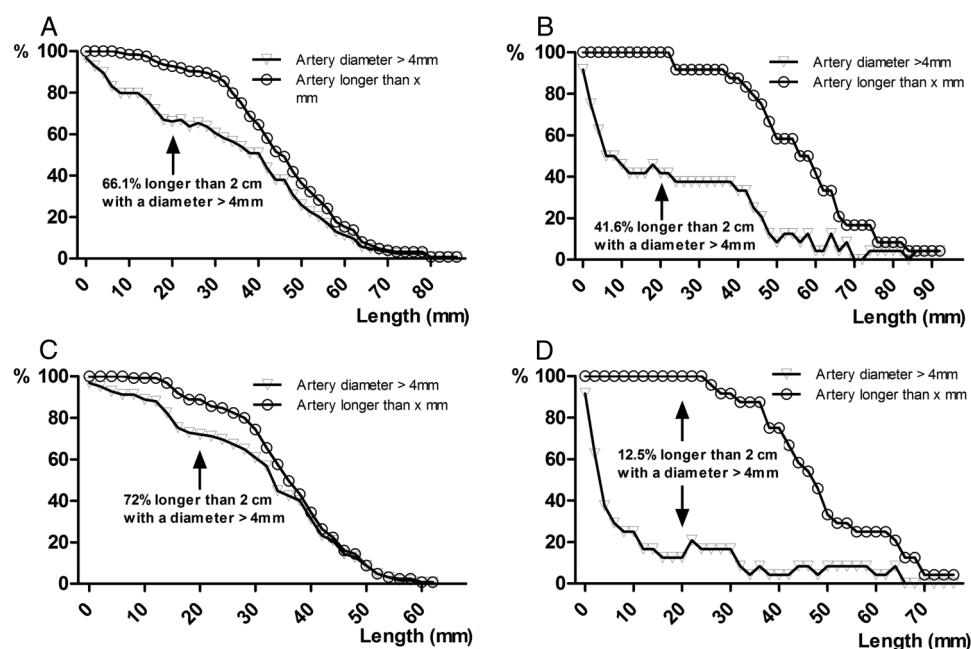 A
%
100
80
60
40
20
0
Artery diameter > 4mm
Artery longer than x
mm
66.1% longer than 2 cm
with a diameter > 4mm
0 10 20 30 40 50 60 70 80
Length (mm)
B
%
100
80
60
40
20
0
Artery diameter >4mm
Artery longer than x mm
41.6% longer than 2 cm
with a diameter > 4mm
0 10 20 30 40 50 60 70 80 90
Length (mm)
C
%
100
80
60
40
20
0
Artery diameter > 4mm
Artery longer than x mm
72% longer than 2 cm
with a diameter > 4mm
0 10 20 30 40 50 60
Length (mm)
D
%
100
80
60
40
20
0
Artery diameter > 4mm
Artery longer than x mm
12.5% longer than 2 cm
with a diameter > 4mm
0 10 20 30 40 50 60 70
Length (mm)